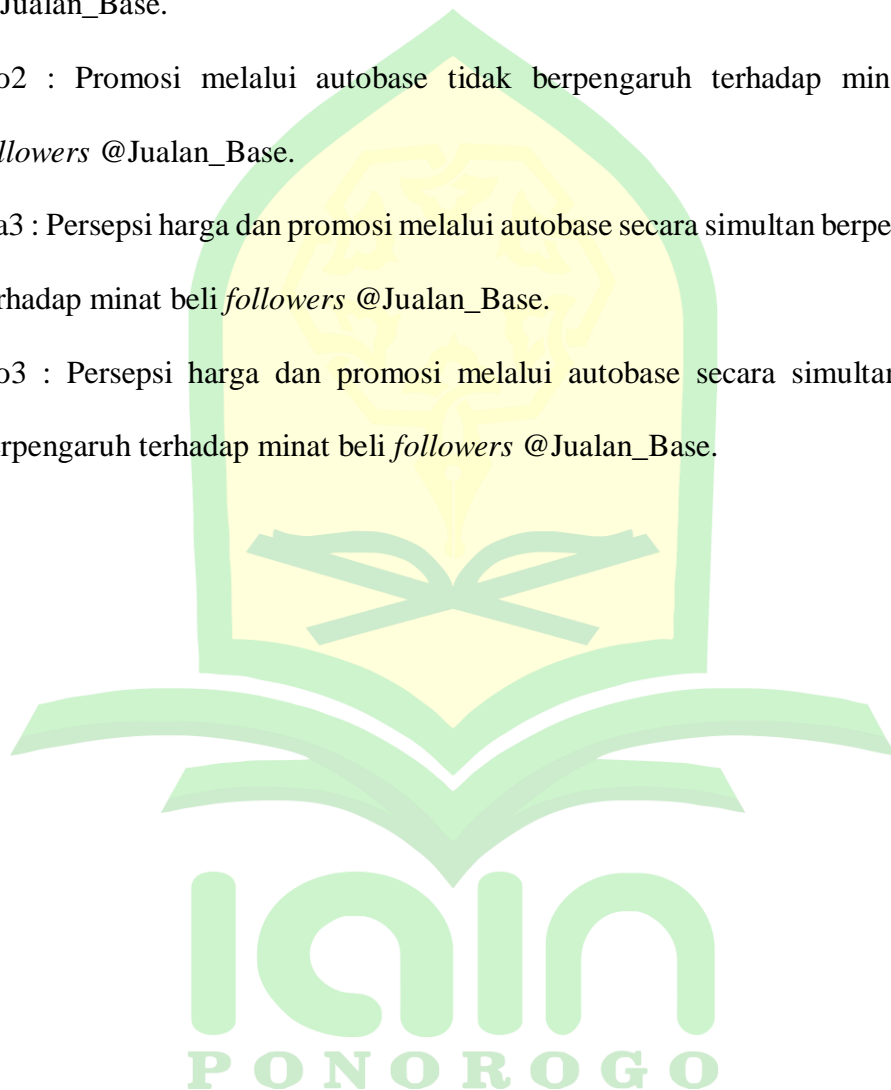 Jualan_Base.
o2 : Promosi melalui autobase tidak berpengaruh terhadap min
llowers @Jualan_Base.
a3 : Persepsi harga dan promosi melalui autobase secara simultan berpe
rhadap minat beli followers @Jualan_Base.
o3 : Persepsi harga dan promosi melalui autobase secara simultan
erpengaruh terhadap minat beli followers @Jualan_Base.
iain
PONOROGO